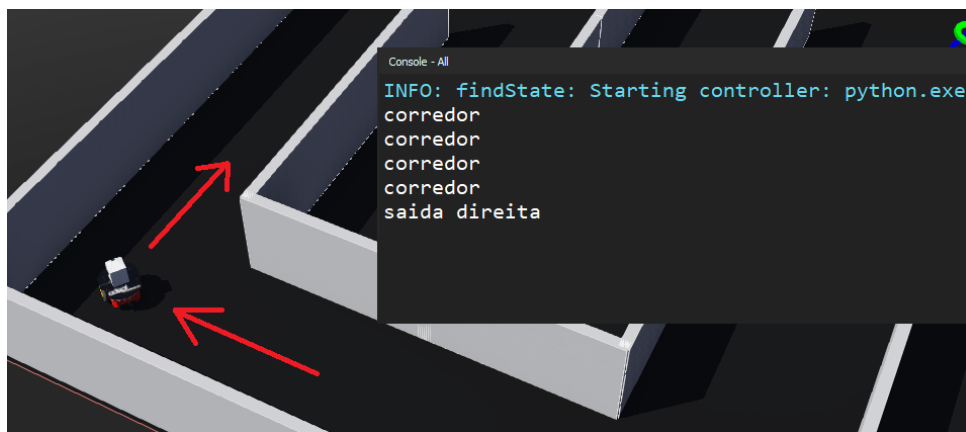 Console - All
INFO: findState: Starting controller: python.exe
corredor
corredor
corredor
corredor
saida direita